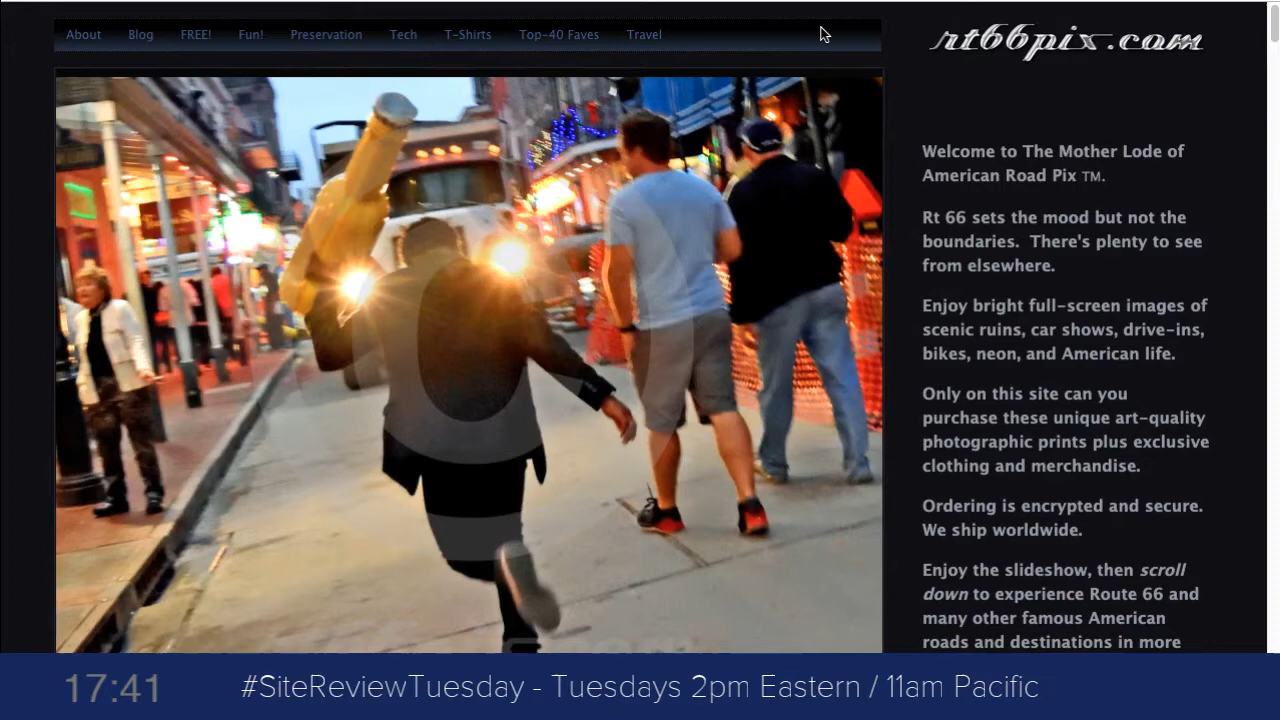 About Blog FREE! Fun! Preservation Tech T-Shirts Top-40 Faves Travel
rt66pix.com
Welcome to The Mother Lode of
American Road Pix TM.
Rt 66 sets the mood but not the
boundaries. There's plenty to see
from elsewhere.
Enjoy bright full-screen images of
scenic ruins, car shows, drive-ins,
bikes, neon, and American life.
Only on this site can you
purchase these unique art-quality
photographic prints plus exclusive
clothing and merchandise.
Ordering is encrypted and secure.
We ship worldwide.
Enjoy the slideshow, then scroll
down to experience Route 66 and
many other famous American
roads and destinations in more
17:41
#SiteReviewTuesday - Tuesdays 2pm Eastern / 11am Pacific